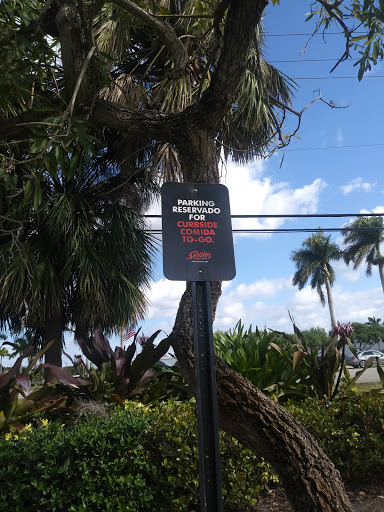 PARKING
RESERVADO
FOR
CURBSIDE
COMIDA
TO-GO.